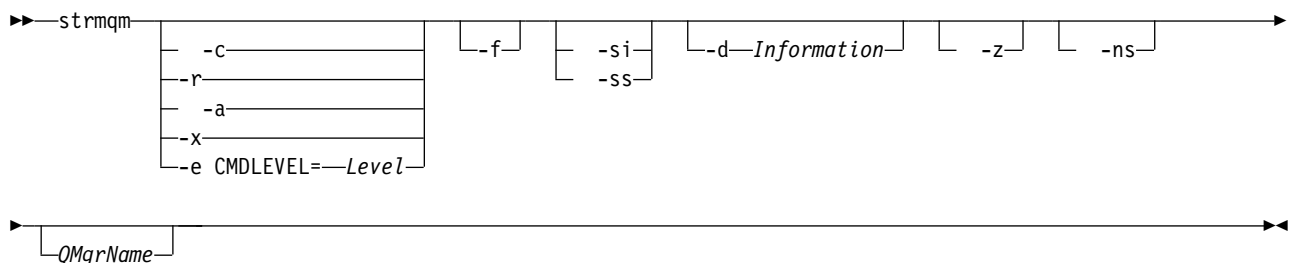 strmqm
-c
-r
-a
-x
-e CMDLEVEL= Level
-f
-si
-ss
-d Information
-z
-ns
QMgrName